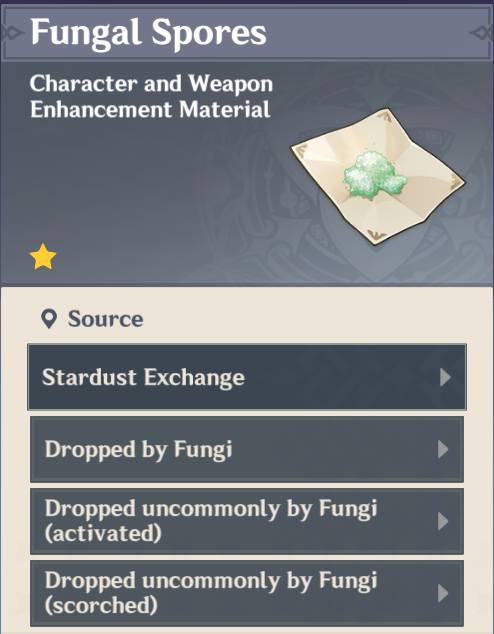 Fungal Spores
Character and Weapon
Enhancement Material
Source
Stardust Exchange
Dropped by Fungi
Dropped uncommonly by Fungi
(activated)
Dropped uncommonly by Fungi
(scorched)